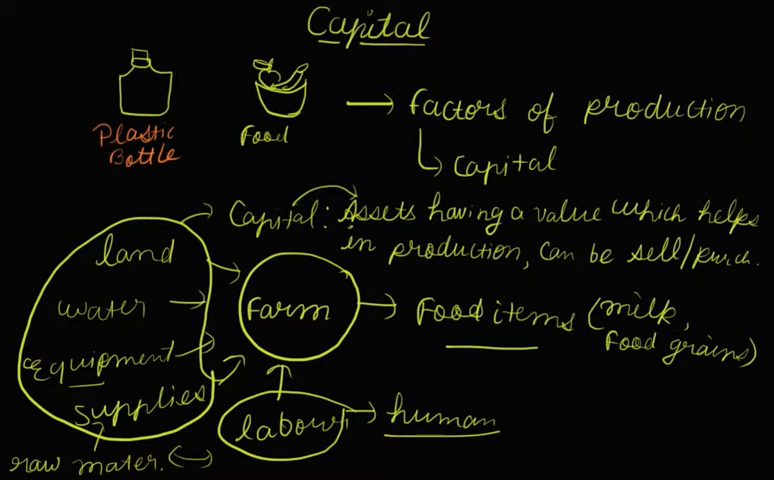 Capital
Plastic
Bottle
Food
factors of production
Capital
Capital: Assets having a value which helps
in production, can be sell/purch.
land
water
equipment
supplies
raw mater.
Farm
Food items (milk,
Food grains)
labour
human